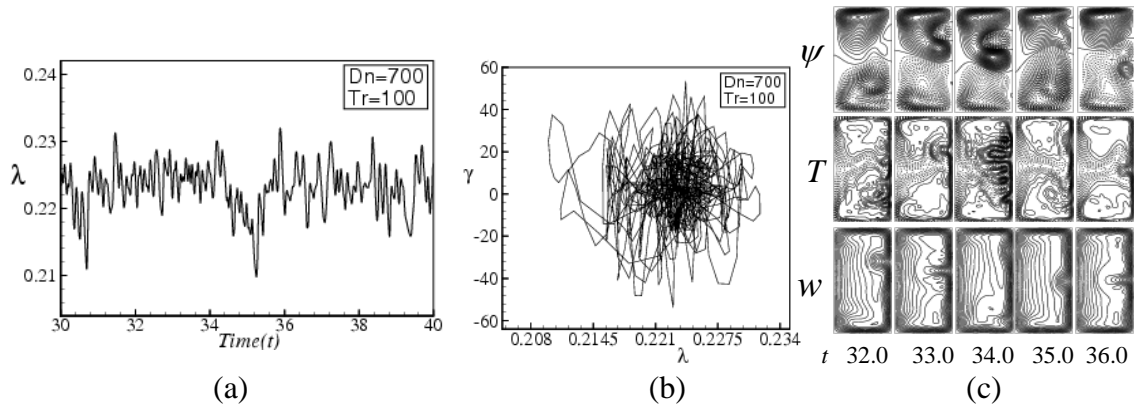 0.24
0.23
0.22
0.21
λ
Dn=700
Tr=100
30 32 34 36 38 40
Time(t)
(a)
60
40
20
0
-20
-40
-60
γ
Dn=700
Tr=100
0.208 0.2145 0.221 0.2275 0.234
λ
(b)
ψ
T
w
t 32.0 33.0 34.0 35.0 36.0
(c)